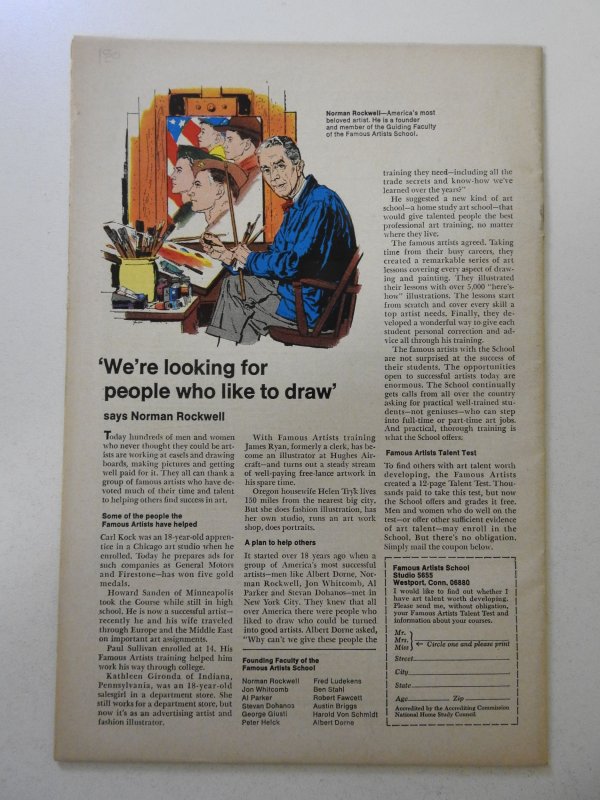 180
Norman Rockwell—America's most
beloved artist. He is a founder
and member of the Guiding Faculty
of the Famous Artists School.
'We're looking for
people who like to draw'
says Norman Rockwell
Today hundreds of men and women
who never thought they could be art-
ists are working at easels and drawing
boards, making pictures and getting
well paid for it. They all can thank a
group of famous artists who have de-
voted much of their time and talent
to helping others find success in art.
Some of the people the
Famous Artists have helped
Carl Kock was an 18-year-old appren-
tice in a Chicago art studio when he
enrolled. Today he prepares ads for
such companies as General Motors
and Firestone—has won five gold
medals.
Howard Sanden of Minneapolis
took the Course while still in high
school. He is now a successful artist—
recently he and his wife traveled
through Europe and the Middle East
on important art assignments.
Paul Sullivan enrolled at 14. His
Famous Artists training helped him
work his way through college.
Kathleen Gironda of Indiana,
Pennsylvania, was an 18-year-old
salesgirl in a department store. She
still works for a department store, but
now it's as an advertising artist and
fashion illustrator.
With Famous Artists training
James Ryan, formerly a clerk, has be-
come an illustrator at Hughes Air-
craft—and turns out a steady stream
of well-paying free-lance artwork in
his spare time.
Oregon housewife Helen Tryk lives
150 miles from the nearest big city.
But she does fashion illustration, has
her own studio, runs an art work
shop, does portraits.
A plan to help others
It started over 18 years ago when a
group of America's most successful
artists—men like Albert Dorne, Nor-
man Rockwell, Jon Whitcomb, Al
Parker and Stevan Dohanos—met in
New York City. They knew that all
over America there were people who
liked to draw who could be turned
into good artists. Albert Dorne asked,
"Why can't we give these people the
Founding Faculty of the
Famous Artists School
Norman Rockwell
Jon Whitcomb
Al Parker
Stevan Dohanos
George Giusti
Peter Helck
Fred Ludekens
Ben Stahl
Robert Fawcett
Austin Briggs
Harold Von Schmidt
Albert Dorne
training they need—including all the
trade secrets and know-how we've
learned over the years?"
He suggested a new kind of art
school—a home study art school—that
would give talented people the best
professional art training, no matter
where they live.
The famous artists agreed. Taking
time from their busy careers, they
created a remarkable series of art
lessons covering every aspect of draw-
ing and painting. They illustrated
their lessons with over 5,000 "here's-
how" illustrations. The lessons start
from scratch and cover every skill a
top artist needs. Finally, they de-
veloped a wonderful way to give each
student personal correction and ad-
vice all through his training.
The famous artists with the School
are not surprised at the success of
their students. The opportunities
open to successful artists today are
enormous. The School continually
gets calls from all over the country
asking for practical well-trained stu-
dents—not geniuses—who can step
into full-time or part-time art jobs.
And practical, thorough training is
what the School offers.
Famous Artists Talent Test
To find others with art talent worth
developing, the Famous Artists
created a 12-page Talent Test. Thou-
sands paid to take this test, but now
the School offers and grades it free.
Men and women who do well on the
test—or offer other sufficient evidence
of art talent—may enroll in the
School. But there's no obligation.
Simply mail the coupon below.
Famous Artists School
Studio 5655
Westport, Conn. 06880
I would like to find out whether I
have art talent worth developing.
Please send me, without obligation,
your Famous Artists Talent Test and
information about your courses.
Mr.
Mrs. ← Circle one and please print
Miss
Street
City
State
Age Zip
Accredited by the Accrediting Commission
National Home Study Council